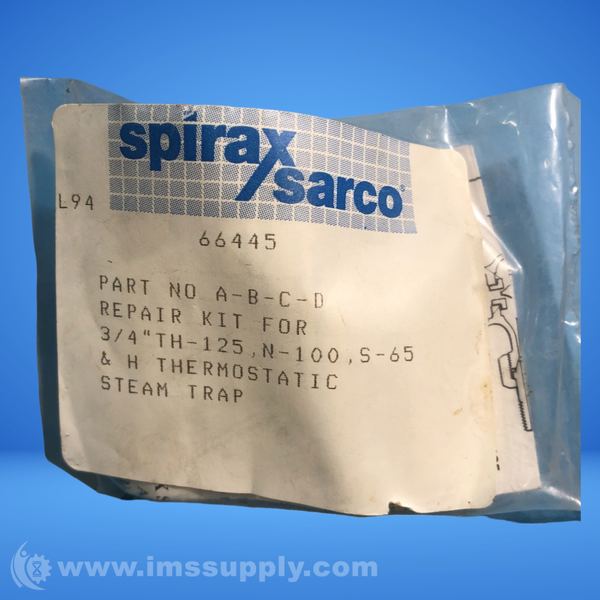 spirax
sarco®
L94
66445
PART NO A-B-C-D
REPAIR KIT FOR
3/4"TH-125,N-100,S-65
& H THERMOSTATIC
STEAM TRAP
www.imssupply.com